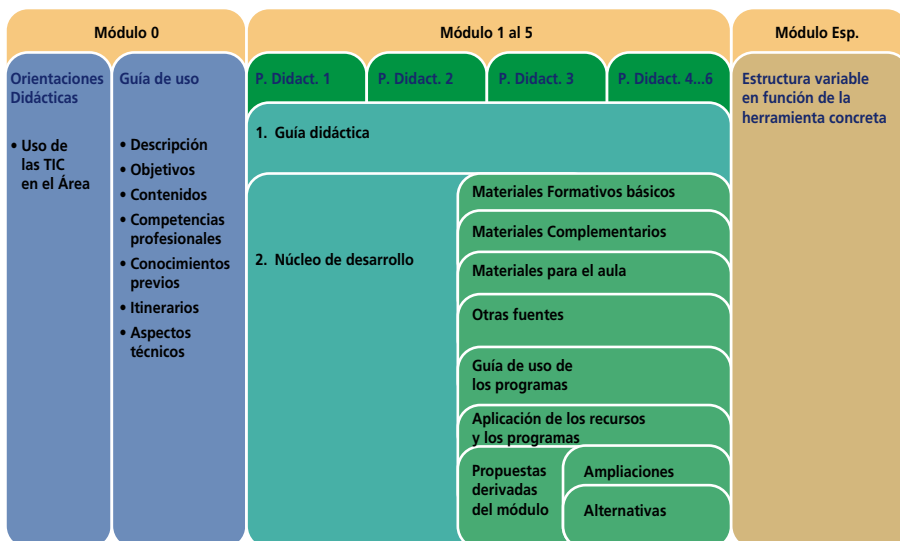 Módulo 0
Módulo 1 al 5
Módulo Esp.
Orientaciones
Didácticas
• Uso de
las TIC
en el Área
Guía de uso
• Descripción
• Objetivos
• Contenidos
• Competencias
profesionales
• Conocimientos
previos
• Itinerarios
• Aspectos
técnicos
P. Didact. 1
P. Didact. 2
P. Didact. 3
P. Didact. 4...6
1. Guía didáctica
2. Núcleo de desarrollo
Materiales Formativos básicos
Materiales Complementarios
Materiales para el aula
Otras fuentes
Guía de uso de
los programas
Aplicación de los recursos
y los programas
Propuestas
derivadas
del módulo
Ampliaciones
Alternativas
Estructura variable
en función de la
herramienta concreta